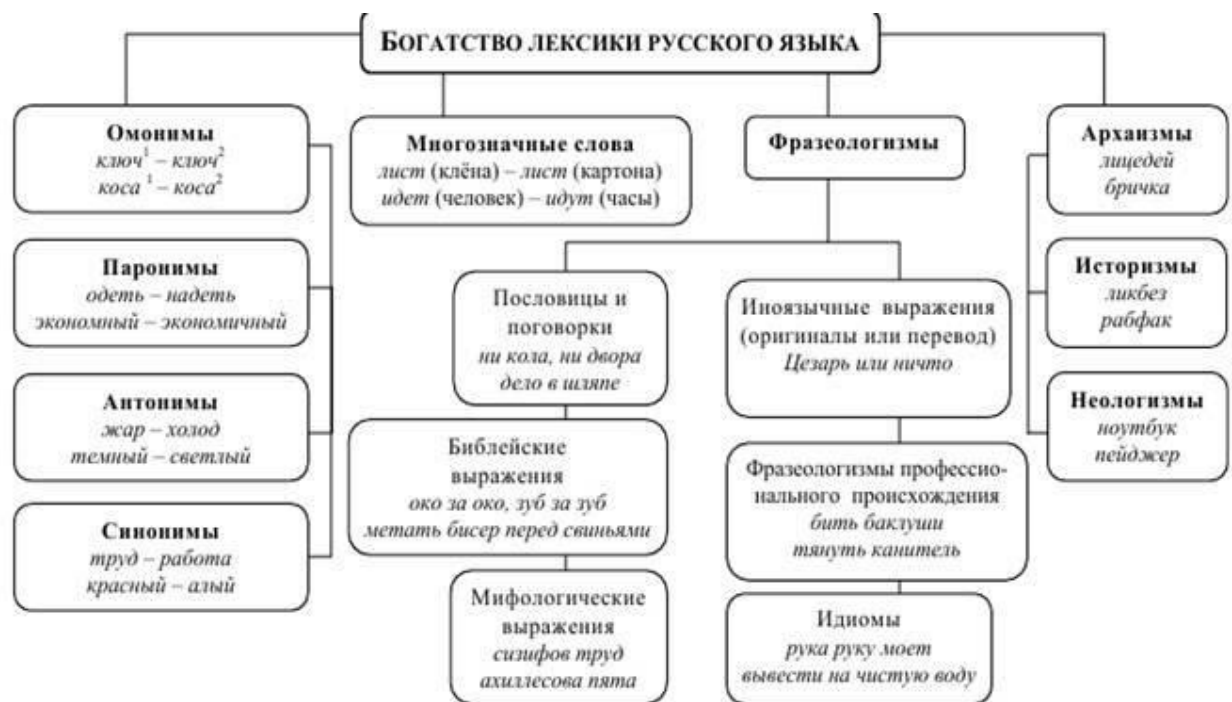 БОГАТСТВО ЛЕКСИКИ РУССКОГО ЯЗЫКА
Омонимы
ключ¹ – ключ²
коса ¹ – коса²
Паронимы
одеть – надеть
экономный – экономичный
Антонимы
жар – холод
темный – светлый
Синонимы
труд – работа
красный – алый
Многозначные слова
лист (клёна) – лист (картона)
идет (человек) – идут (часы)
Фразеологизмы
Пословицы и
поговорки
ни кола, ни двора
дело в шляпе
Библейские
выражения
око за око, зуб за зуб
метать бисер перед свиньями
Мифологические
выражения
сизифов труд
ахиллесова пята
Иноязычные выражения
(оригиналы или перевод)
Цезарь или ничто
Фразеологизмы профессио-
нального происхождения
бить баклуши
тянуть канитель
Идиомы
рука руку моет
вывести на чистую воду
Архаизмы
лицедей
бричка
Историзмы
ликбез
рабфак
Неологизмы
ноутбук
пейджер